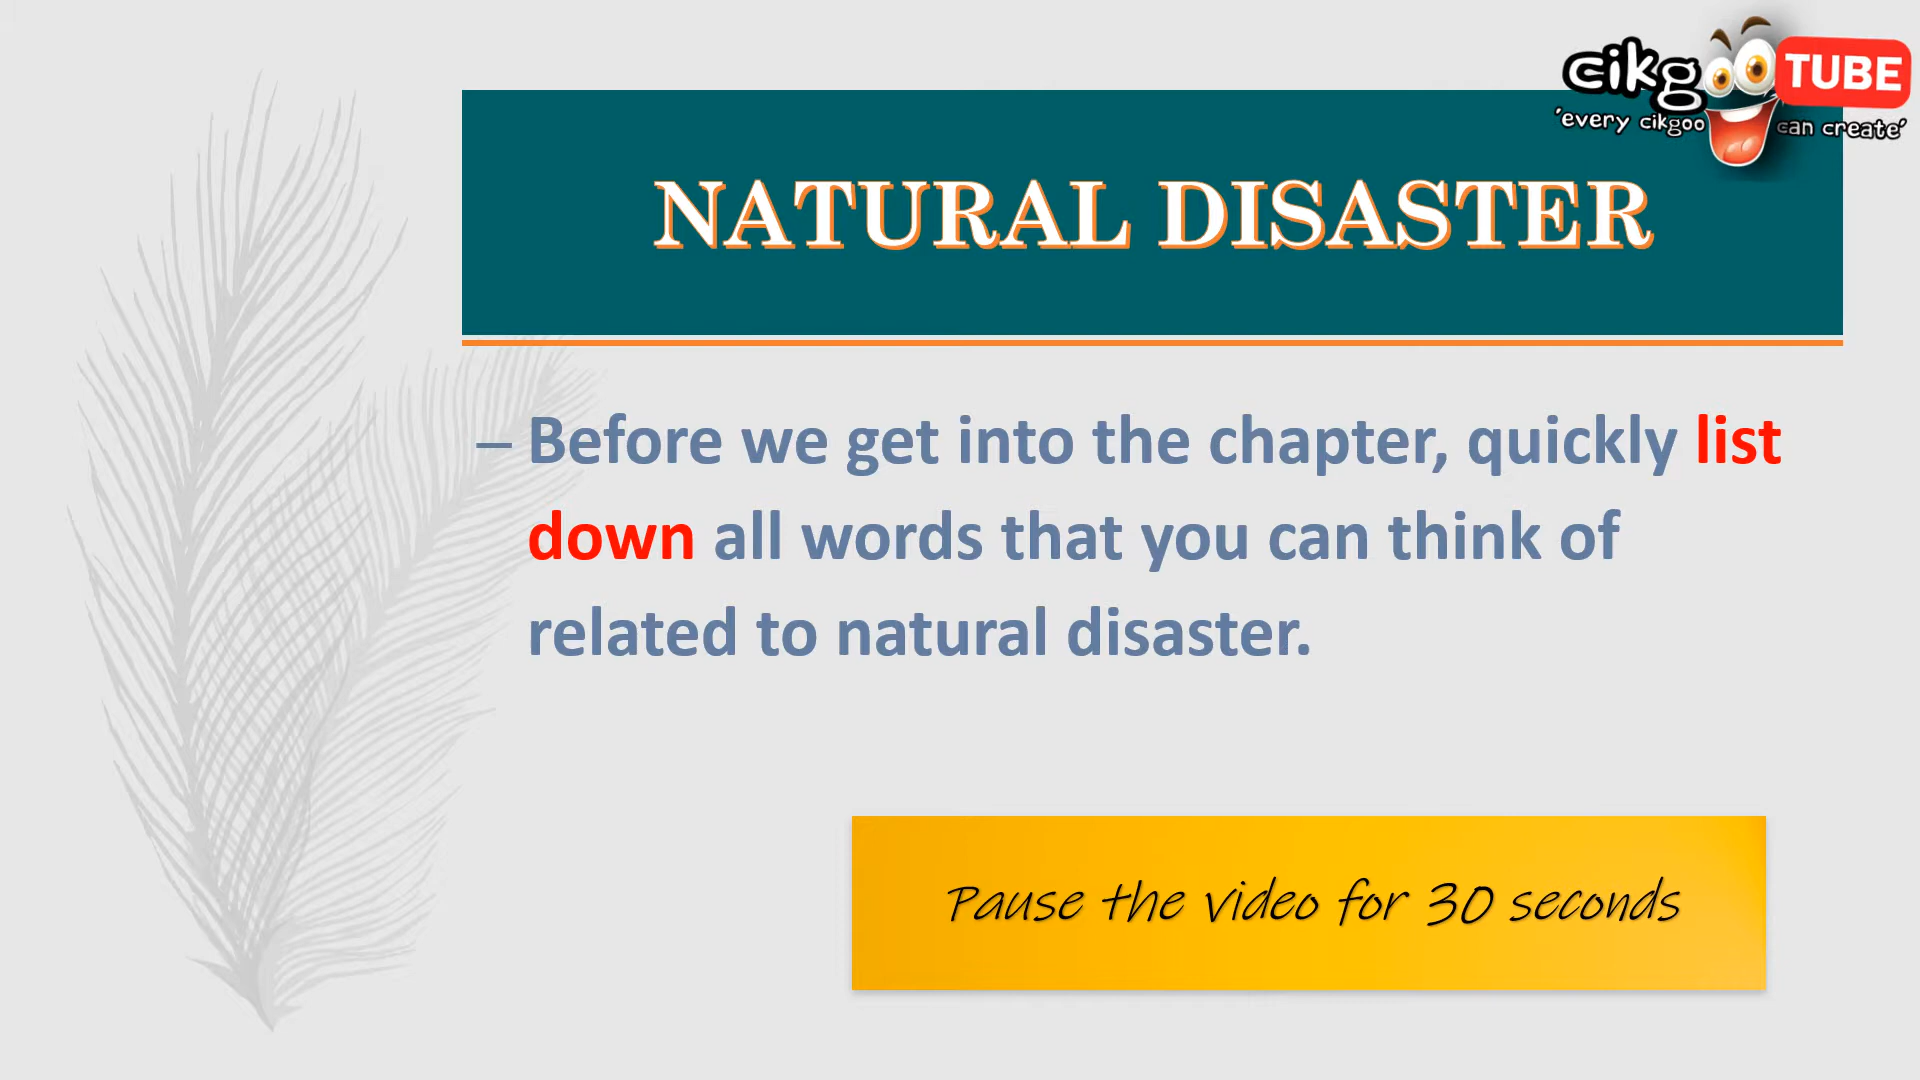 cikgoo TUBE
'every cikgoo can create'
NATURAL DISASTER
– Before we get into the chapter, quickly list
down all words that you can think of
related to natural disaster.
Pause the video for 30 seconds